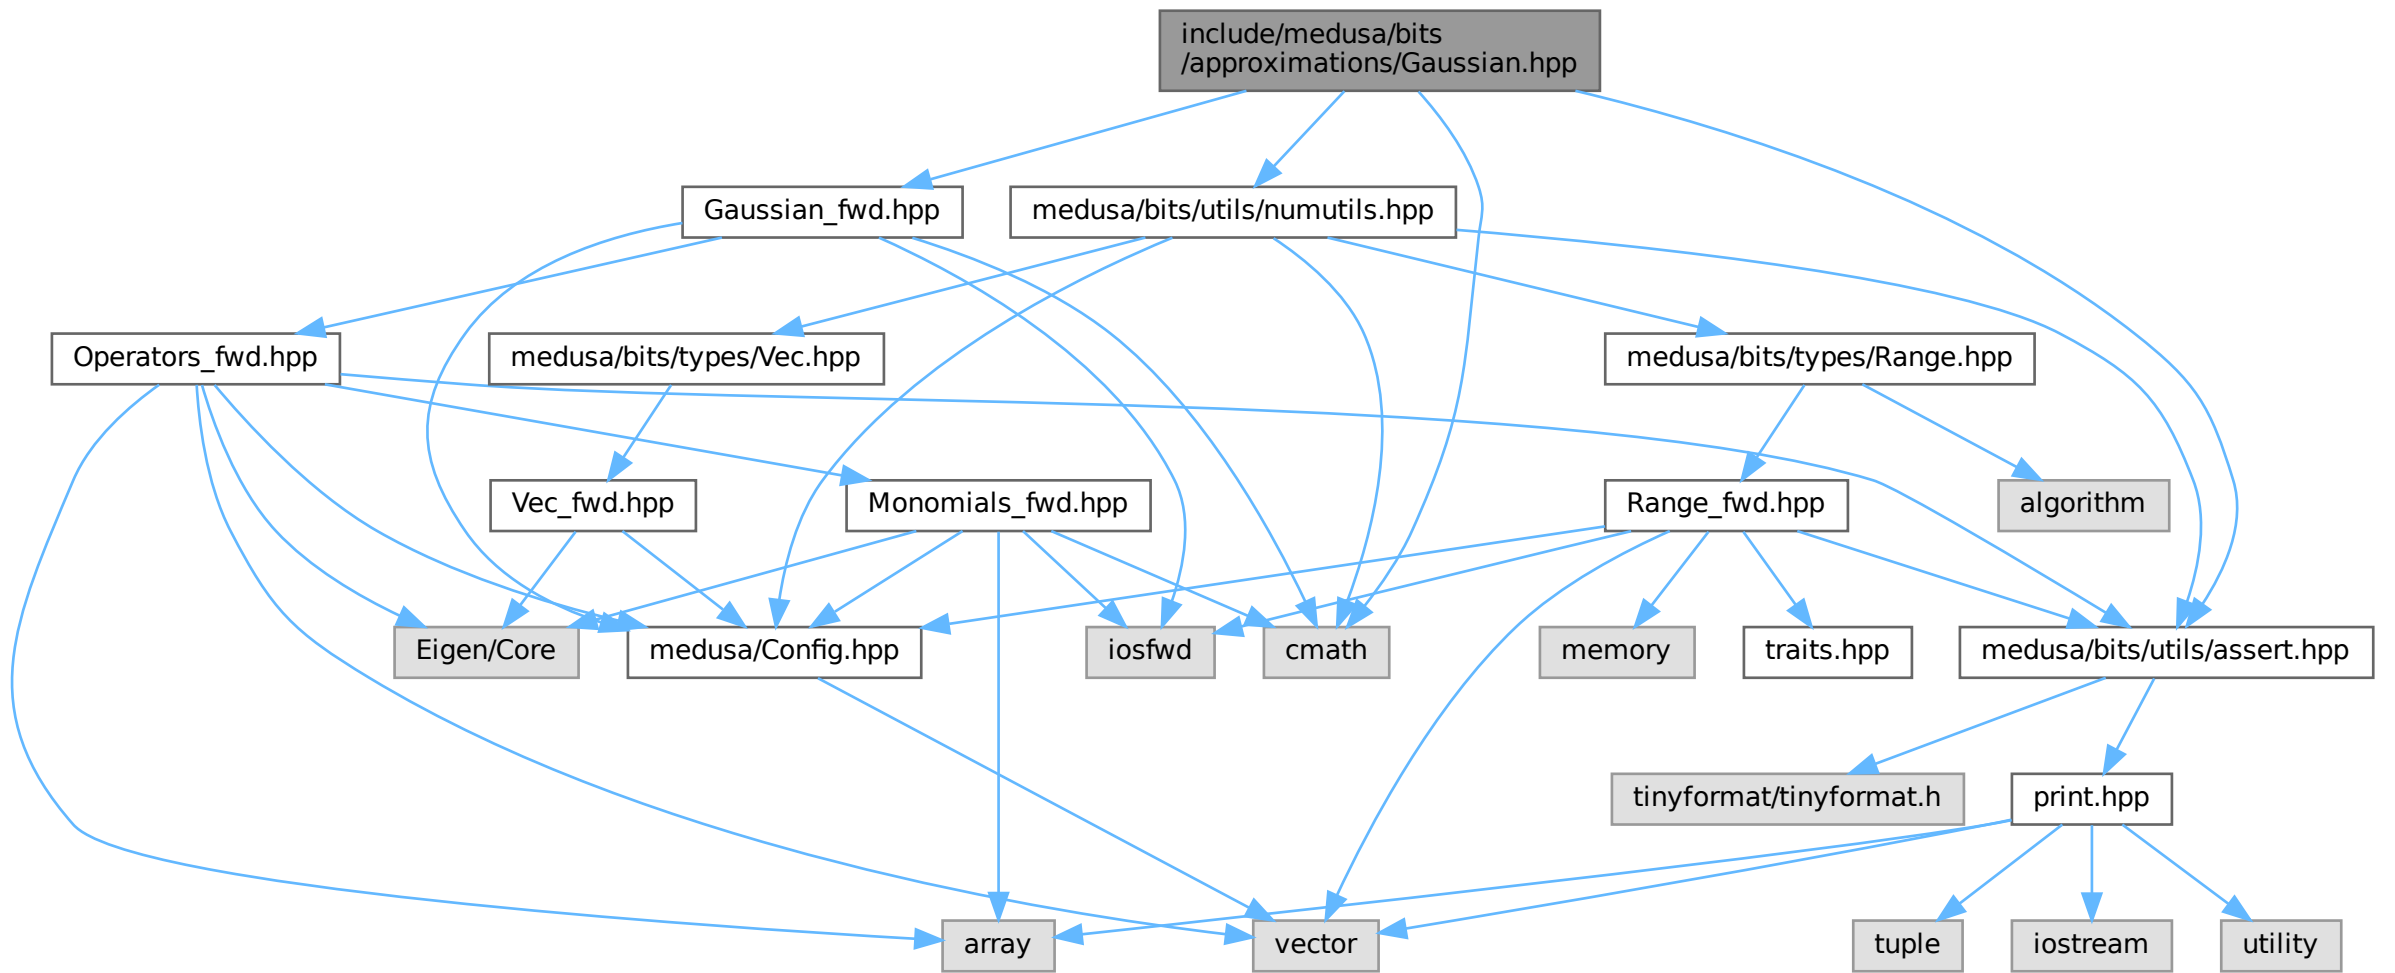 include/medusa/bits
/approximations/Gaussian.hpp
Gaussian_fwd.hpp
medusa/bits/utils/numutils.hpp
Operators_fwd.hpp
medusa/bits/types/Vec.hpp
medusa/bits/types/Range.hpp
Vec_fwd.hpp
Monomials_fwd.hpp
Range_fwd.hpp
algorithm
Eigen/Core
medusa/Config.hpp
iosfwd
cmath
memory
traits.hpp
medusa/bits/utils/assert.hpp
tinyformat/tinyformat.h
print.hpp
array
vector
tuple
iostream
utility